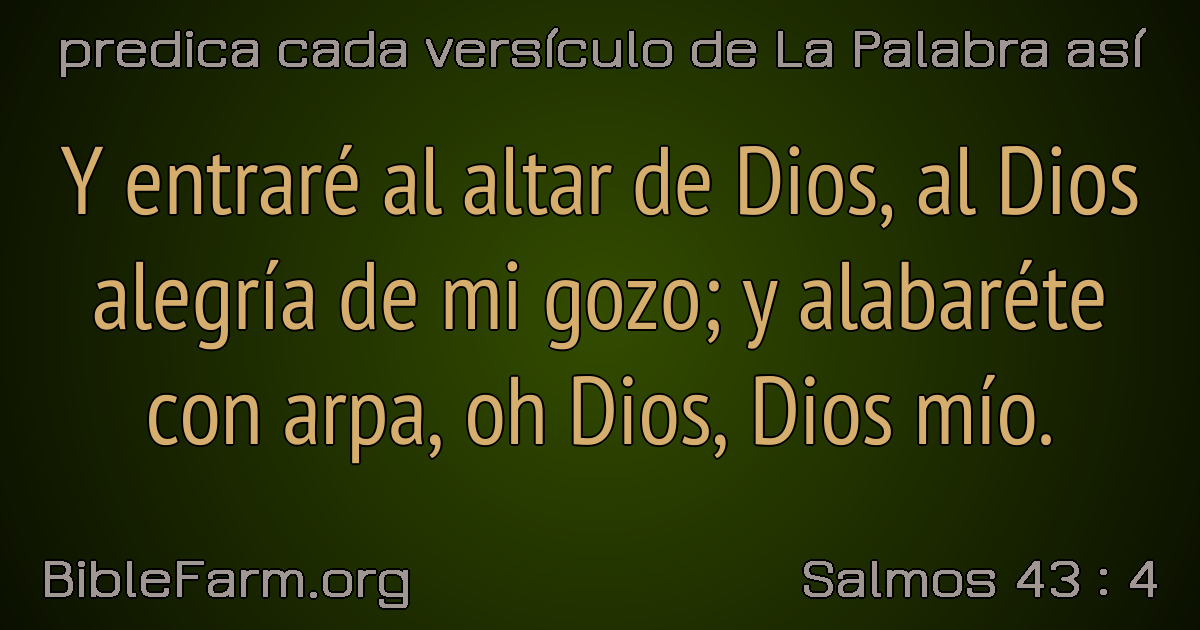 predica cada versículo de La Palabra así
Y entraré al altar de Dios, al Dios
alegría de mi gozo; y alabaréte
con arpa, oh Dios, Dios mío.
BibleFarm.org
Salmos 43 : 4